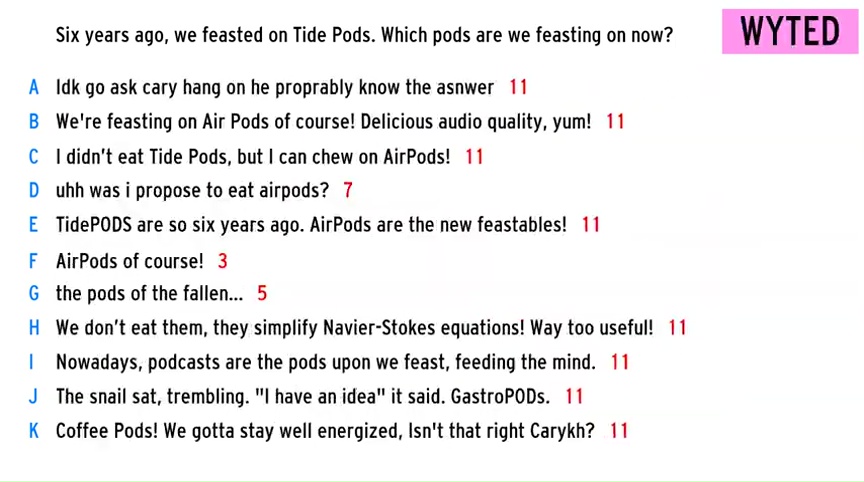 Six years ago, we feasted on Tide Pods. Which pods are we feasting on now?
WYTED
A Idk go ask cary hang on he proprably know the asnwer 11
B We're feasting on Air Pods of course! Delicious audio quality, yum! 11
C I didn't eat Tide Pods, but I can chew on AirPods! 11
D uhh was i propose to eat airpods? 7
E TidePODS are so six years ago. AirPods are the new feastables! 11
F AirPods of course! 3
G the pods of the fallen... 5
H We don't eat them, they simplify Navier-Stokes equations! Way too useful! 11
I Nowadays, podcasts are the pods upon we feast, feeding the mind. 11
J The snail sat, trembling. "I have an idea" it said. GastroPODs. 11
K Coffee Pods! We gotta stay well energized, Isn't that right Carykh? 11